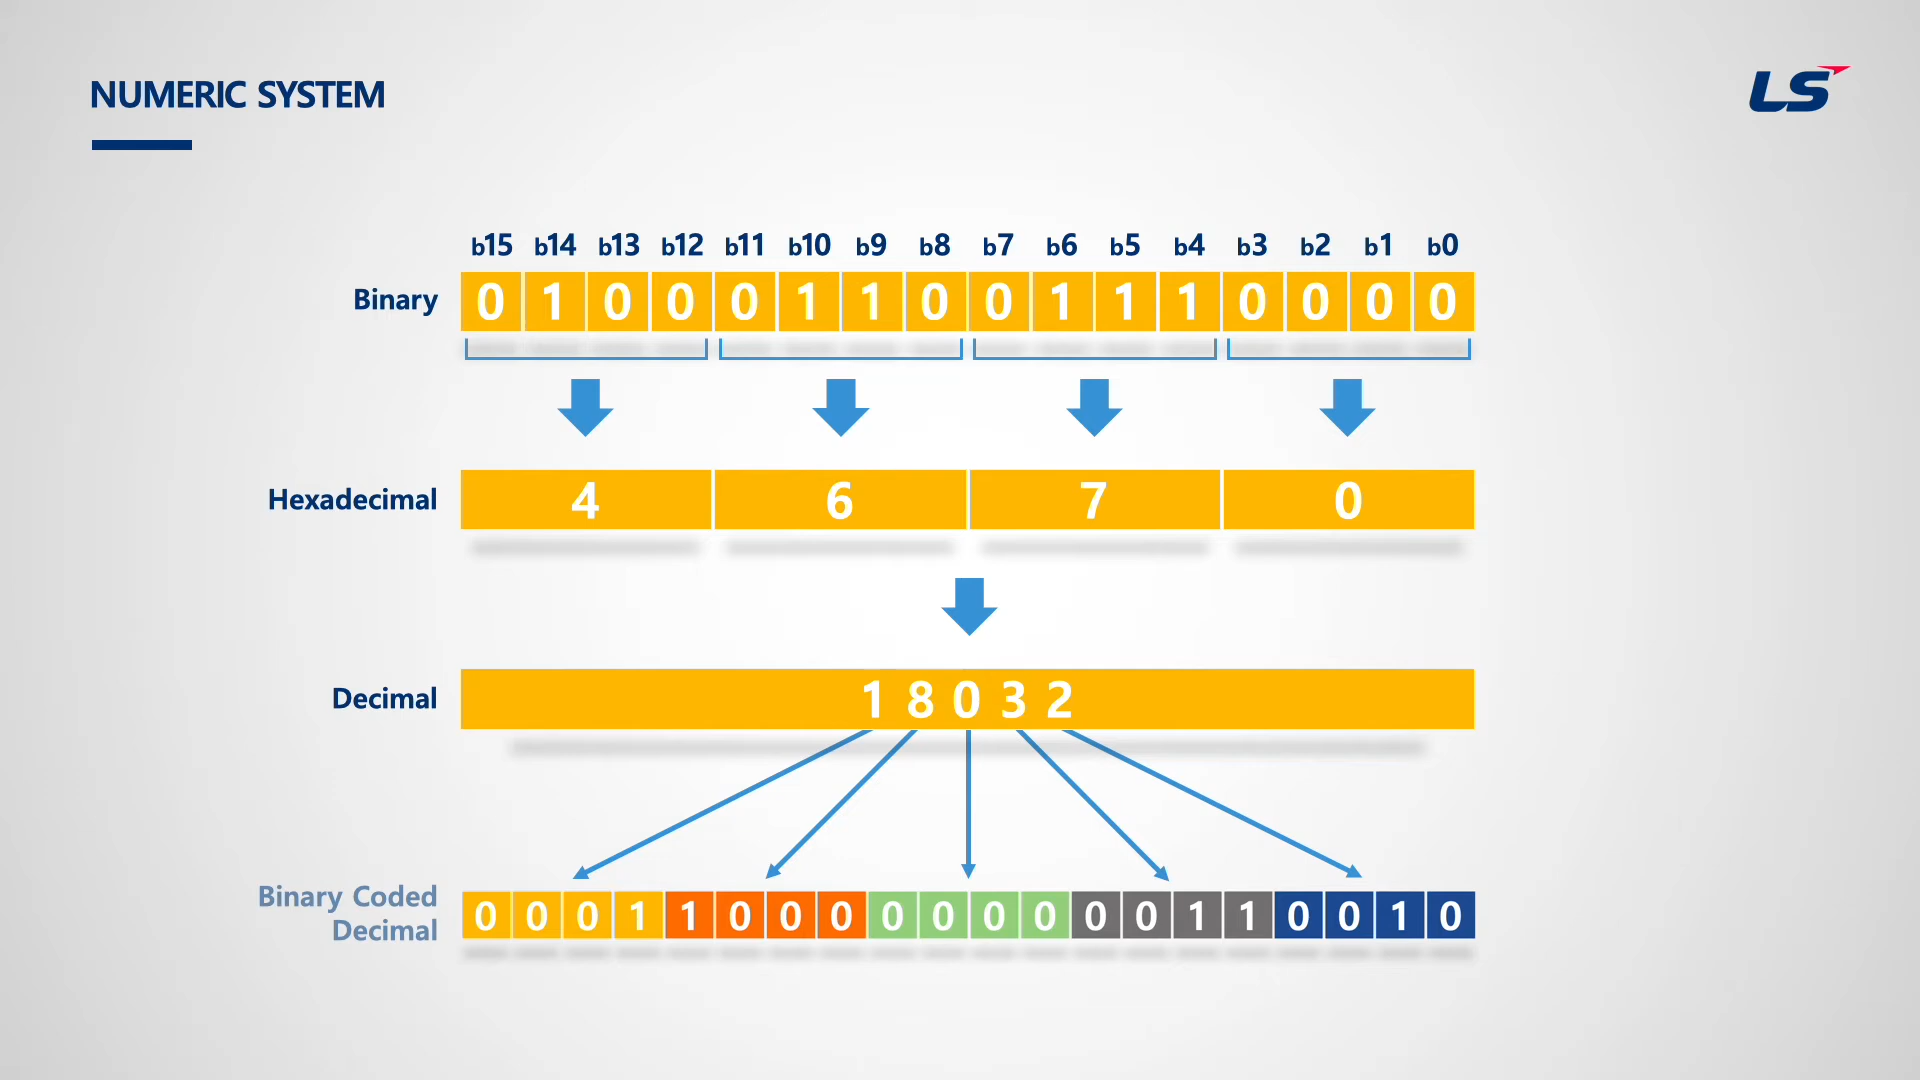 NUMERIC SYSTEM
LS
b15 b14 b13 b12 b11 b10 b9 b8 b7 b6 b5 b4 b3 b2 b1 b0
Binary 0 1 0 0 0 1 1 0 0 1 1 1 0 0 0 0
Hexadecimal 4 6 7 0
Decimal 1 8 0 3 2
Binary Coded
Decimal
0 0 0 1 1 0 0 0 0 0 0 0 0 0 1 1 0 0 1 0